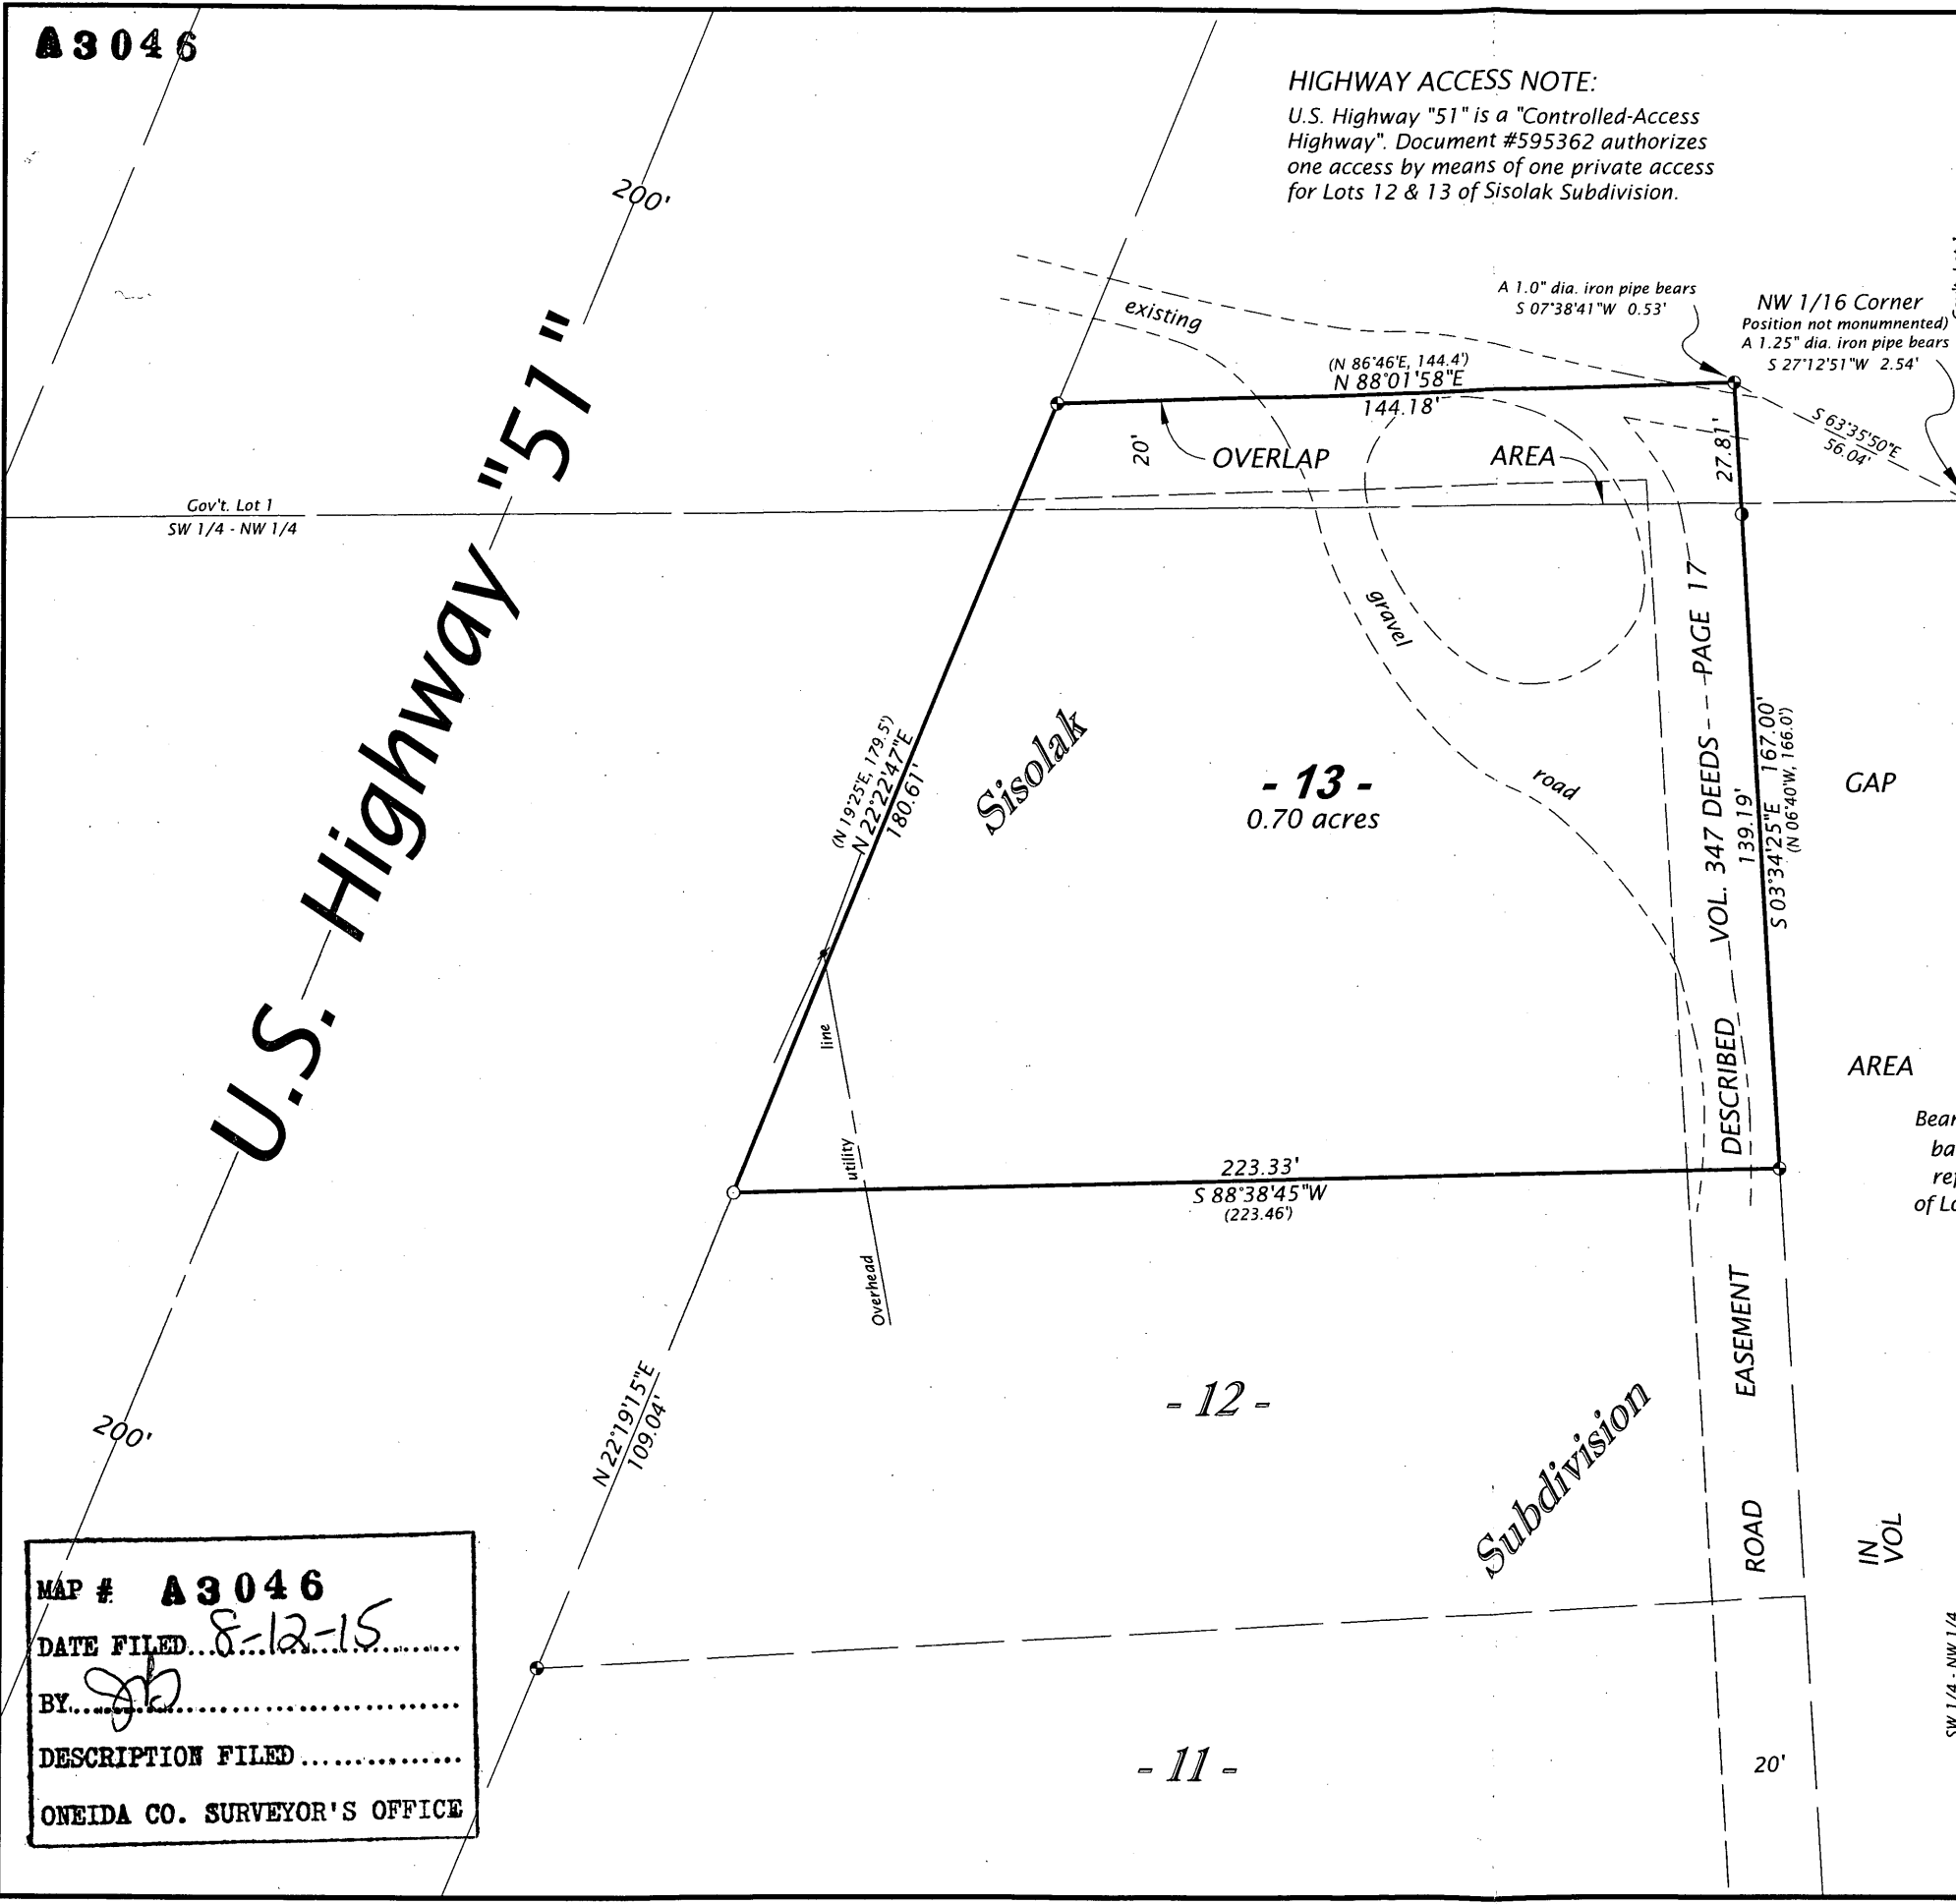 A3046
HIGHWAY ACCESS NOTE:
U.S. Highway "51" is a "Controlled-Access
Highway". Document #595362 authorizes
one access by means of one private access
for Lots 12 & 13 of Sisolak Subdivision.
200'
A 1.0" dia. iron pipe bears
S 07°38'41"W 0.53'
NW 1/16 Corner
Position not monumnented)
A 1.25" dia. iron pipe bears
S 27°12'51"W 2.54'
existing
(N 86°46'E, 144.4')
N 88°01'58"E
144.18'
S 63°35'50"E
56.04'
27.81'
20'
OVERLAP
AREA
Gov't. Lot 1
SW 1/4 - NW 1/4
U.S. Highway "51"
gravel
road
VOL. 347 DEEDS PAGE 17
(N 19°25'E, 179.5')
N 22°22'47"E
180.61'
Sisolak
- 13 -
0.70 acres
139.19'
S 03°34'25"E 167.00'
(N 06°40'W, 166.0')
GAP
AREA
line
utility
Overhead
DESCRIBED
223.33'
S 88°38'45"W
(223.46')
of
EASEMENT
N 22°19'15"E
109.04'
200'
- 12 -
Subdivision
ROAD
IN
VOL
SW 1/4 - NW 1/4
MAP # A3046
DATE FILED 8-12-15
BY
DESCRIPTION FILED
ONEIDA CO. SURVEYOR'S OFFICE
- 11 -
20'